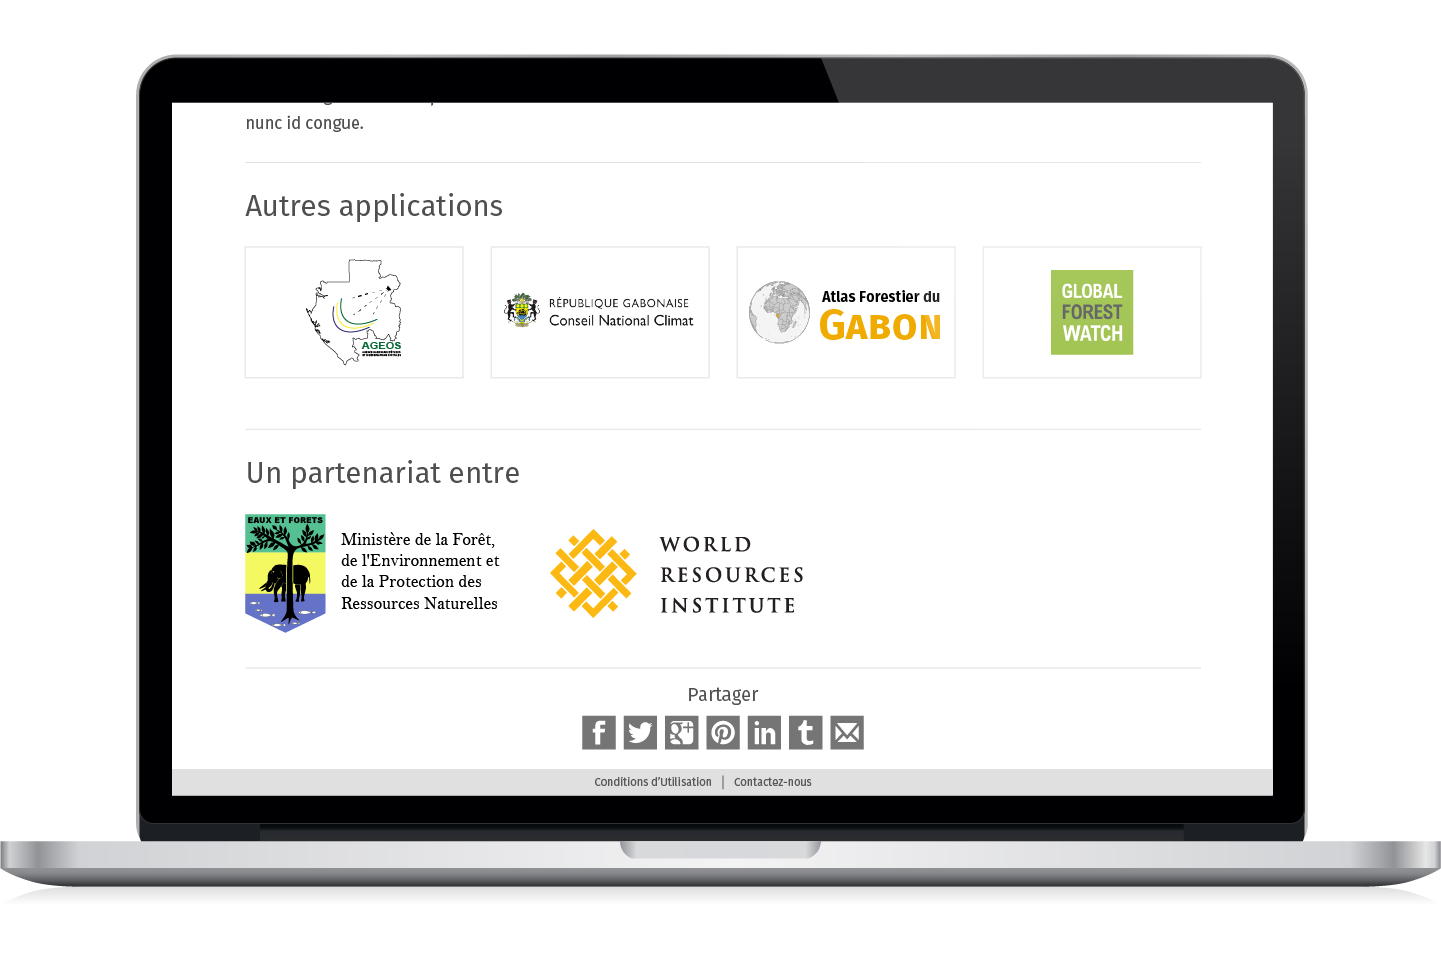 nunc id congue.
Autres applications
AGEOS
RÉPUBLIQUE GABONAISE
Conseil National Climat
Atlas Forestier du
GABON
GLOBAL
FOREST
WATCH
Un partenariat entre
EAUX ET FORETS
Ministère de la Forêt,
de l'Environnement et
de la Protection des
Ressources Naturelles
WORLD
RESOURCES
INSTITUTE
Partager
Conditions d'Utilisation | Contactez-nous